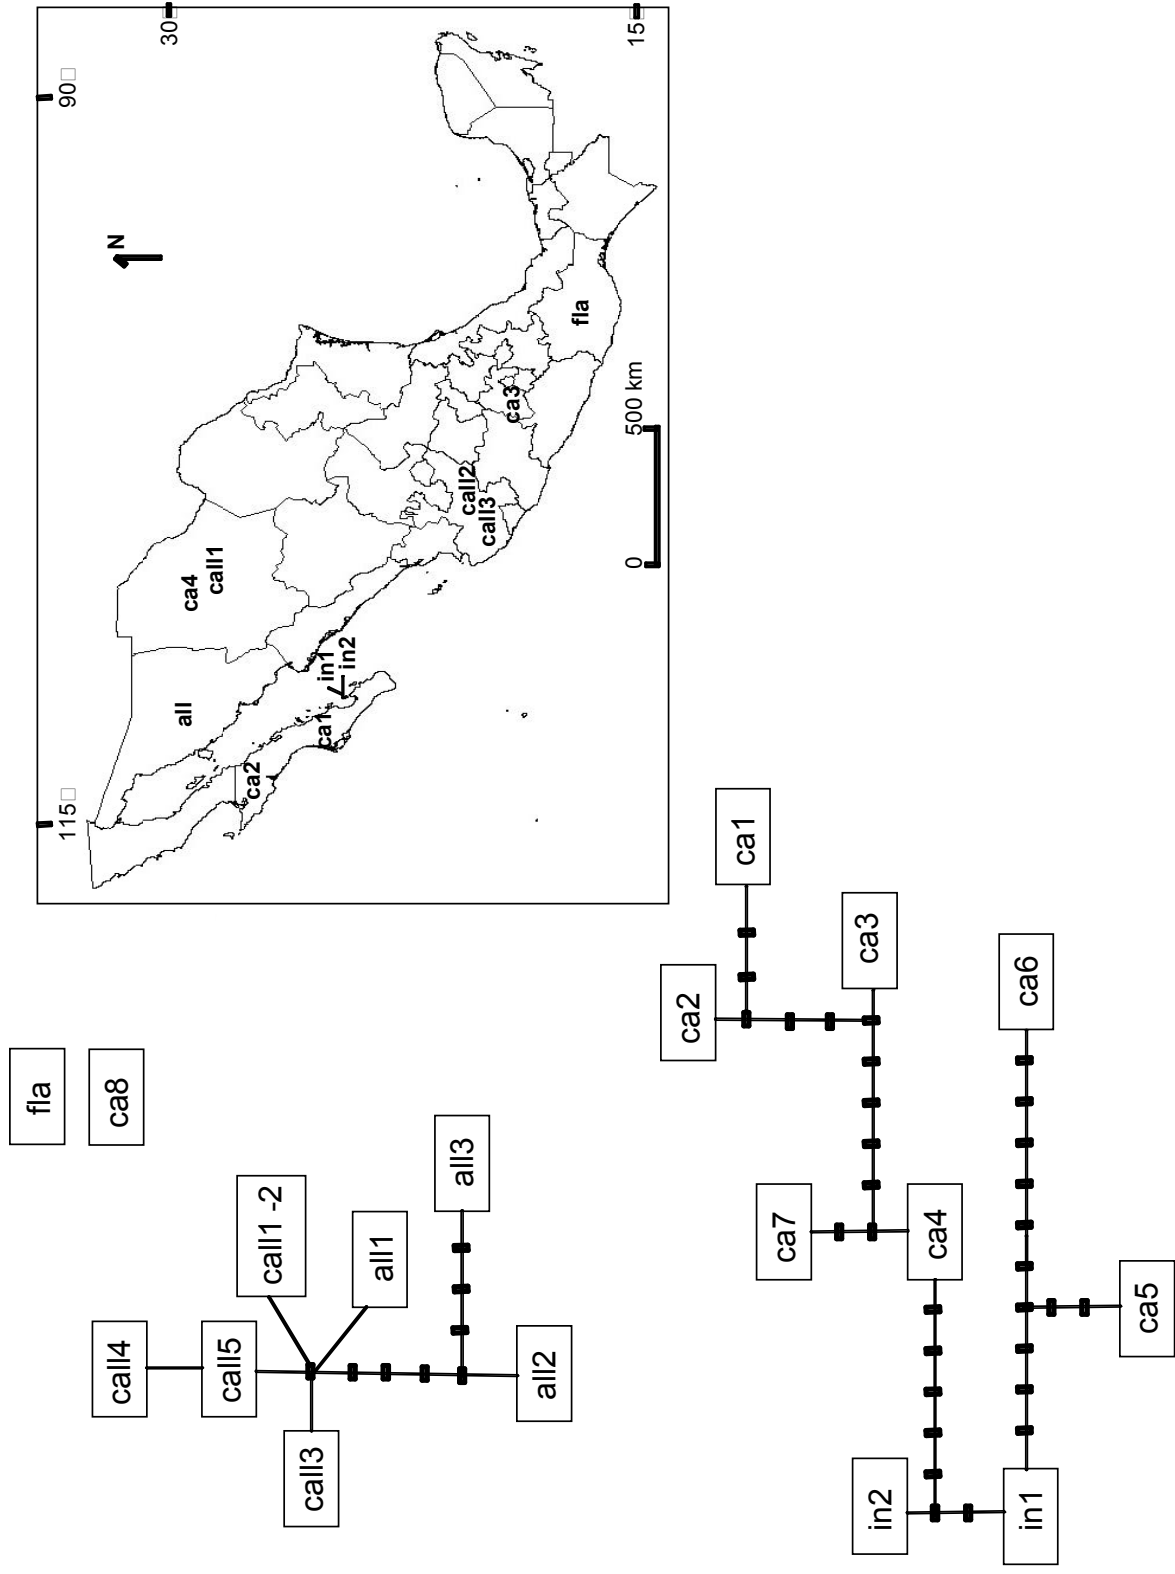 30□
15□
90□
115□
N
all
ca4
call1
ca2
ca1
in1
in2
call2
call3
ca3
fla
0
500 km
fla
ca8
call4
call5
call1 -2
call3
all1
all3
all2
ca2
ca1
ca3
ca7
ca4
in2
in1
ca6
ca5